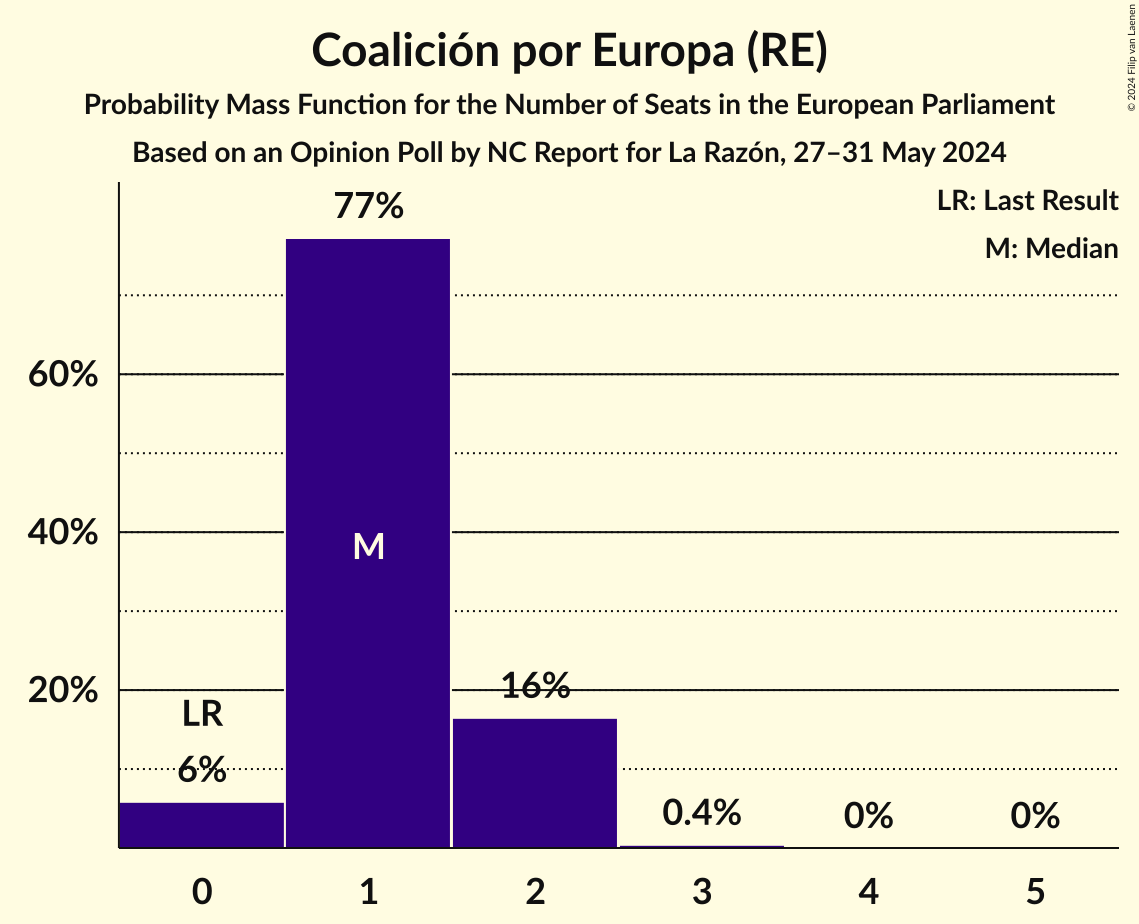 Coalición por Europa (RE)
Probability Mass Function for the Number of Seats in the European Parliament
Based on an Opinion Poll by NC Report for La Razón, 27–31 May 2024
© 2024 Filip van Laenen
LR: Last Result
M: Median
77%
60%
40%
M
20%
16%
LR
6%
0.4%
0%
0%
0
1
2
3
4
5